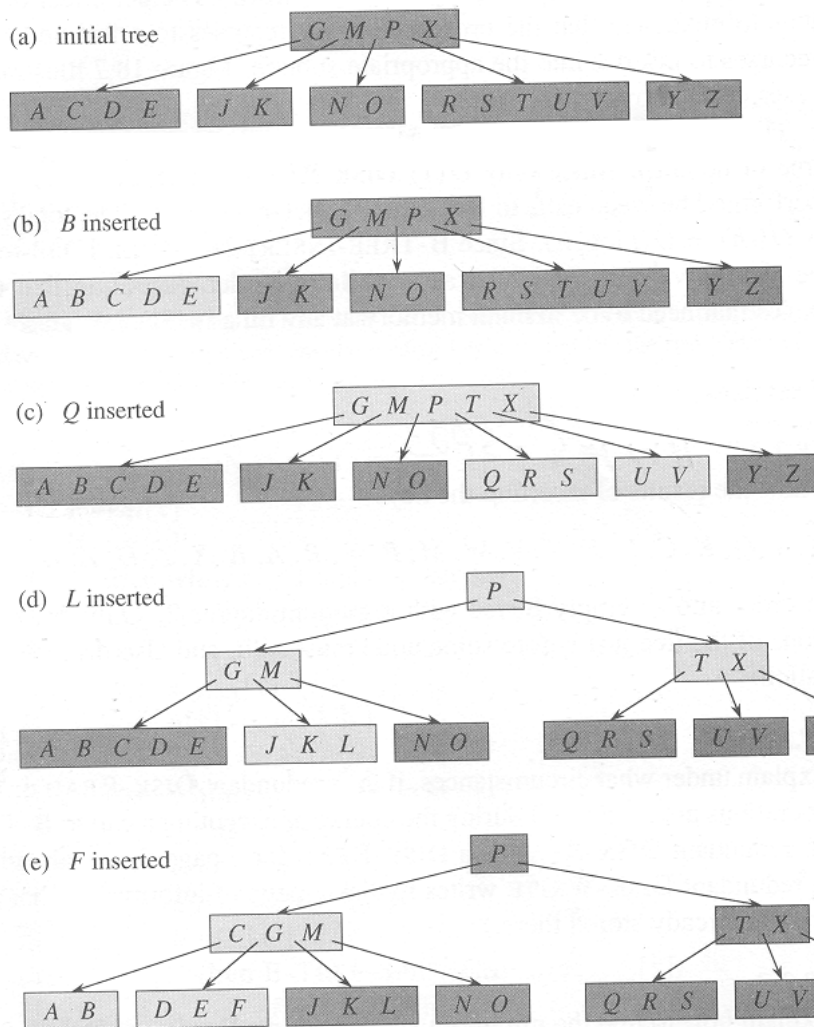 (a) initial tree
G M P X
A C D E
J K
N O
R S T U V
Y Z
(b) B inserted
G M P X
A B C D E
J K
N O
R S T U V
Y Z
(c) Q inserted
G M P T X
A B C D E
J K
N O
Q R S
U V
Y Z
(d) L inserted
P
G M
T X
A B C D E
J K L
N O
Q R S
U V
(e) F inserted
P
C G M
T X
A B
D E F
J K L
N O
Q R S
U V